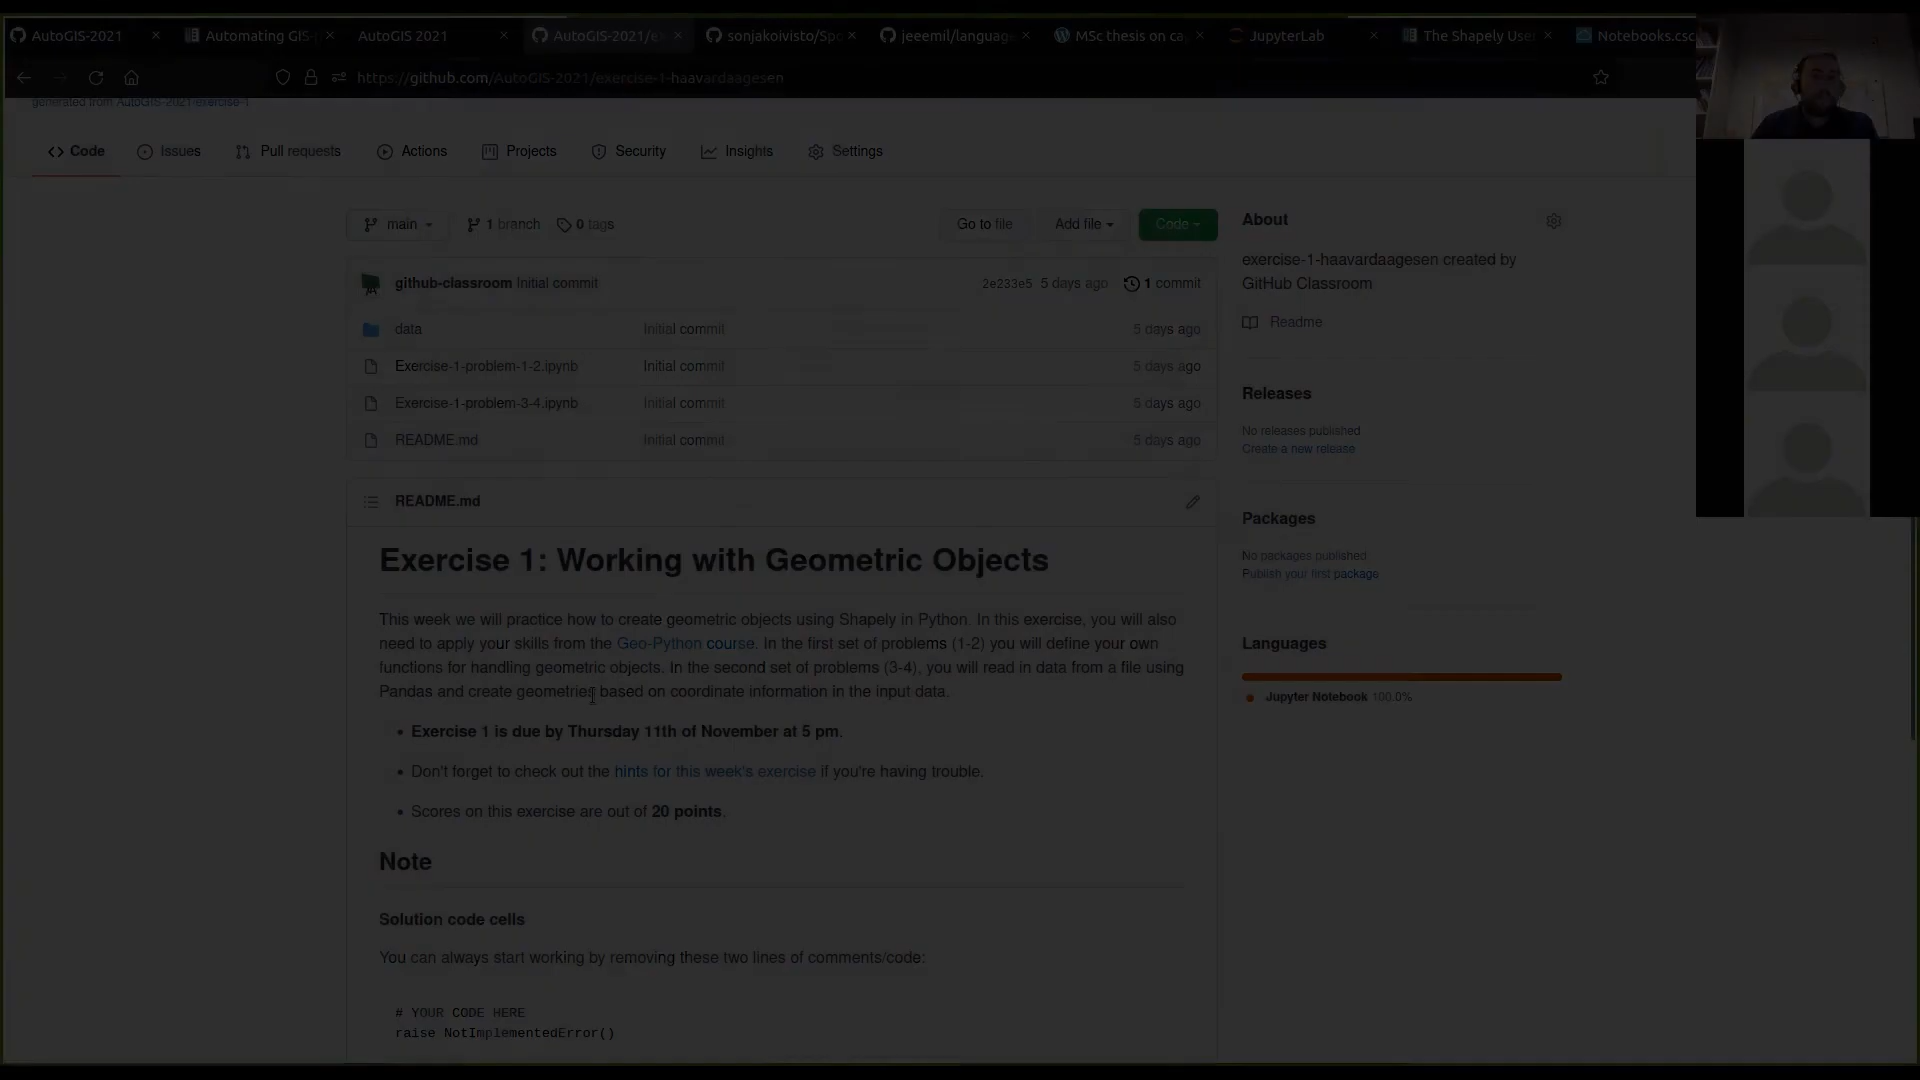 AutoGIS-2021
Automating GIS-
AutoGIS 2021
AutoGIS-2021/ex
sonjakoivisto/Spo
jeeemil/language
MSc thesis on ca
JupyterLab
The Shapely User
Notebooks.csc
https://github.com/AutoGIS-2021/exercise-1-haavardaagesen
generated from AutoGIS-2021/exercise-1
Code
Issues
Pull requests
Actions
Projects
Security
Insights
Settings
main
1 branch
0 tags
Go to file
Add file
Code
github-classroom Initial commit
2e233e5 5 days ago
1 commit
data
Initial commit
5 days ago
Exercise-1-problem-1-2.ipynb
Initial commit
5 days ago
Exercise-1-problem-3-4.ipynb
Initial commit
5 days ago
README.md
Initial commit
5 days ago
README.md
Exercise 1: Working with Geometric Objects
This week we will practice how to create geometric objects using Shapely in Python. In this exercise, you will also
need to apply your skills from the Geo-Python course. In the first set of problems (1-2) you will define your own
functions for handling geometric objects. In the second set of problems (3-4), you will read in data from a file using
Pandas and create geometries based on coordinate information in the input data.
Exercise 1 is due by Thursday 11th of November at 5 pm.
Don't forget to check out the hints for this week's exercise if you're having trouble.
Scores on this exercise are out of 20 points.
Note
Solution code cells
You can always start working by removing these two lines of comments/code:
# YOUR CODE HERE
raise NotImplementedError()
About
exercise-1-haavardaagesen created by
GitHub Classroom
Readme
Releases
No releases published
Create a new release
Packages
No packages published
Publish your first package
Languages
Jupyter Notebook 100.0%